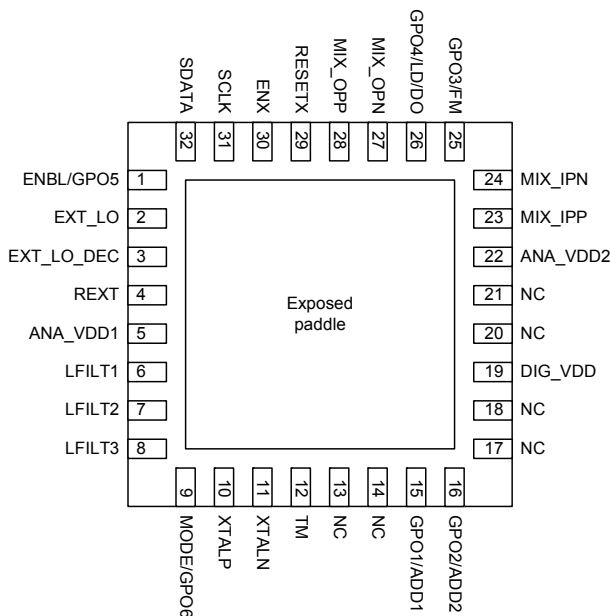 SDATA
SCLK
ENX
RESETX
MIX_OPP
MIX_OPN
GPO4/LD/DO
GPO3/FM
32
31
30
29
28
27
26
25
ENBL/GPO5 1
EXT_LO 2
EXT_LO_DEC 3
REXT 4
ANA_VDD1 5
LFILT1 6
LFILT2 7
LFILT3 8
Exposed
paddle
24 MIX_IPN
23 MIX_IPP
22 ANA_VDD2
21 NC
20 NC
19 DIG_VDD
18 NC
17 NC
9
10
11
12
13
14
15
16
MODE/GPO6
XTALP
XTALN
TM
NC
NC
GPO1/ADD1
GPO2/ADD2